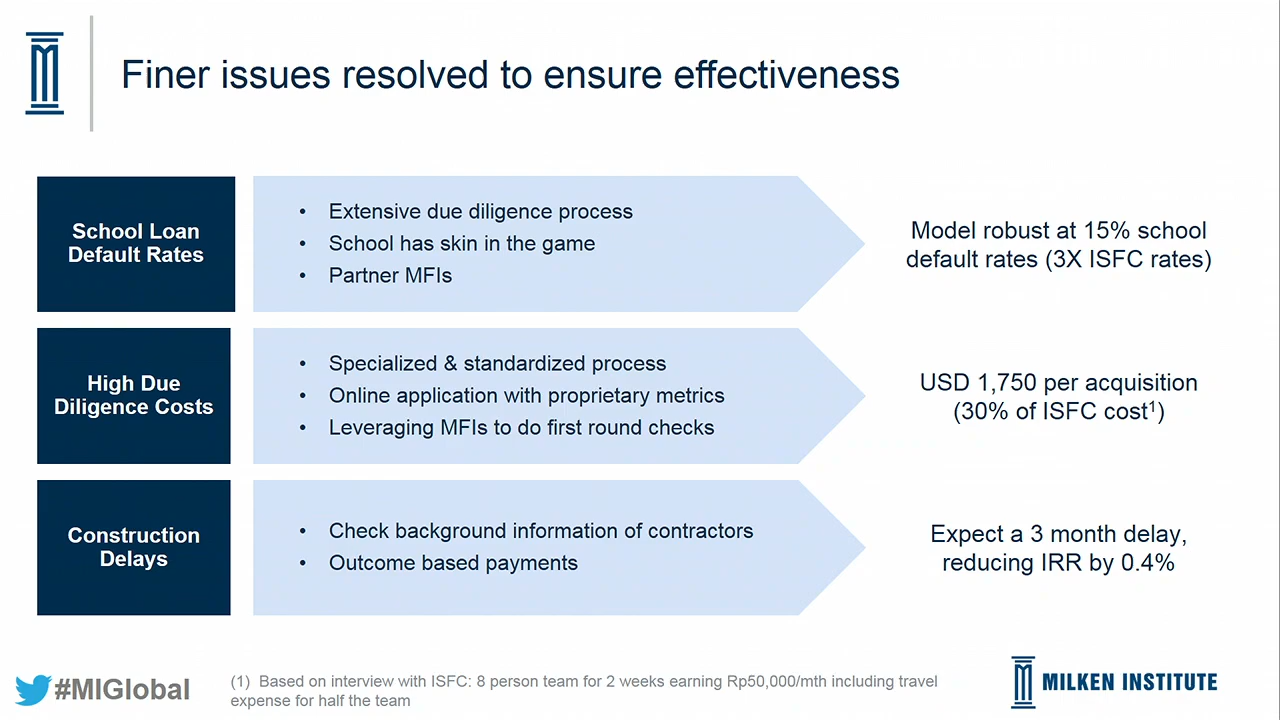 Finer issues resolved to ensure effectiveness
School Loan
Default Rates
• Extensive due diligence process
• School has skin in the game
• Partner MFIs
Model robust at 15% school
default rates (3X ISFC rates)
High Due
Diligence Costs
• Specialized & standardized process
• Online application with proprietary metrics
• Leveraging MFIs to do first round checks
USD 1,750 per acquisition
(30% of ISFC cost¹)
Construction
Delays
• Check background information of contractors
• Outcome based payments
Expect a 3 month delay,
reducing IRR by 0.4%
#MIGlobal
(1) Based on interview with ISFC: 8 person team for 2 weeks earning Rp50,000/mth including travel
expense for half the team
MILKEN INSTITUTE